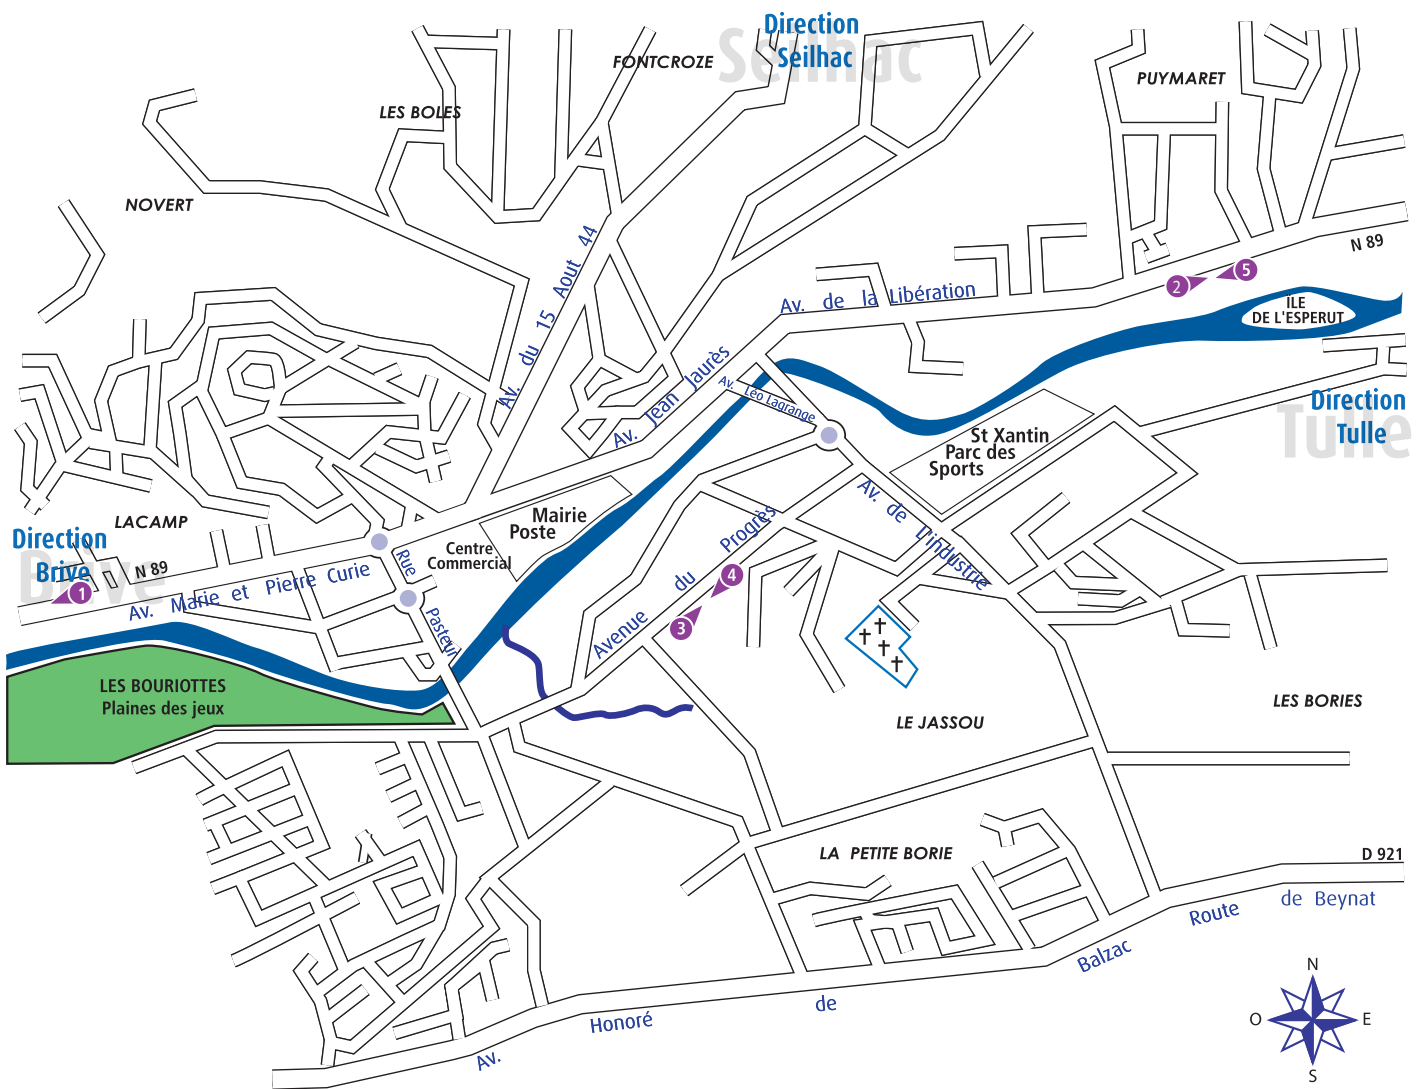 Direction
Seilhac
Seilhac
FONTCROZE
PUYMARET
LES BOLES
NOVERT
N 89
Av. du 15 Aout 44
5
2
Av. de la Libération
ILE
DE L'ESPERUT
Av. Jean Jaurès
Av. Léo Lagrange
Direction
Tulle
Tulle
St Xantin
Parc des
Sports
Av. de L'industrie
LACAMP
Mairie
Poste
Centre
Commercial
Direction
Brive
Brive
N 89
1
Av. Marie et Pierre Curie
Rue Pasteur
Avenue du Progrès
4
3
LES BOURIOTTES
Plaines des jeux
LE JASSOU
LES BORIES
LA PETITE BORIE
D 921
Av. Honoré de Balzac
Route de Beynat
N
O
E
S